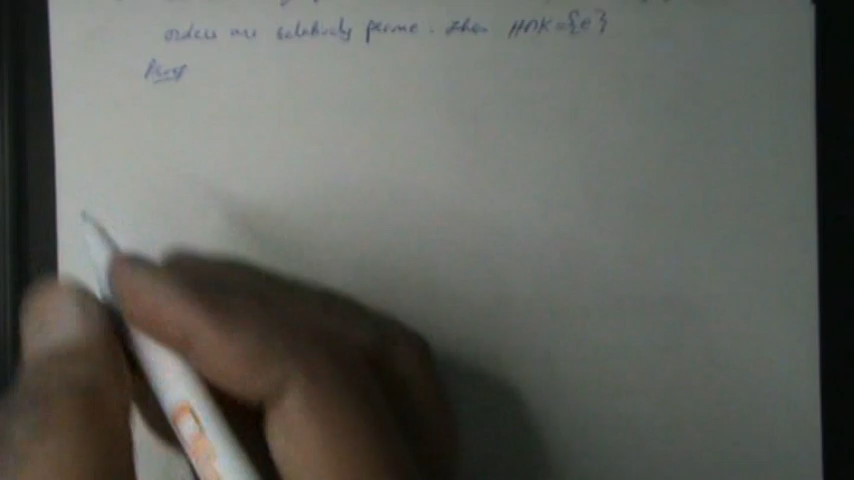 orders are relatively prime. then H∩K={e}
Proof